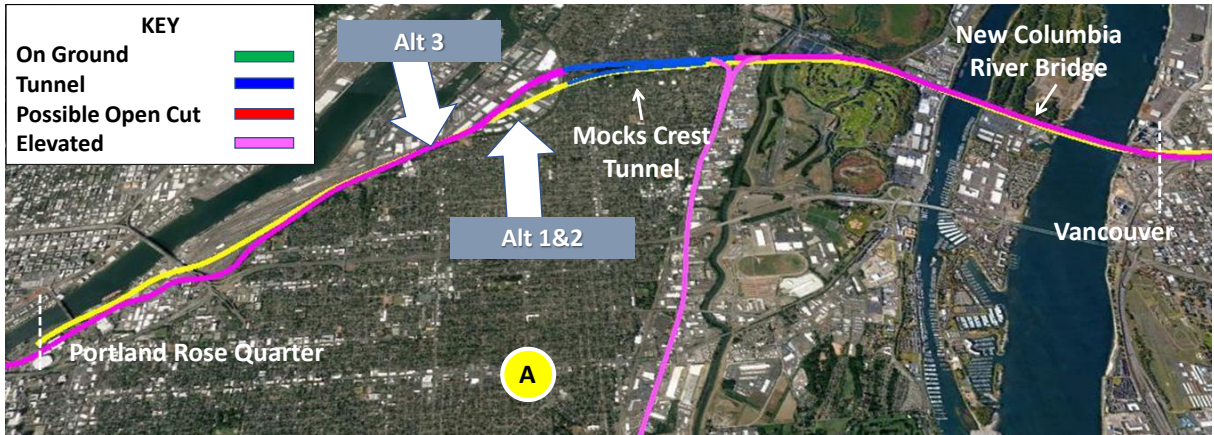 KEY
On Ground
Tunnel
Possible Open Cut
Elevated
Alt 3
New Columbia
River Bridge
Mocks Crest
Tunnel
Alt 1&2
Vancouver
Portland Rose Quarter
A